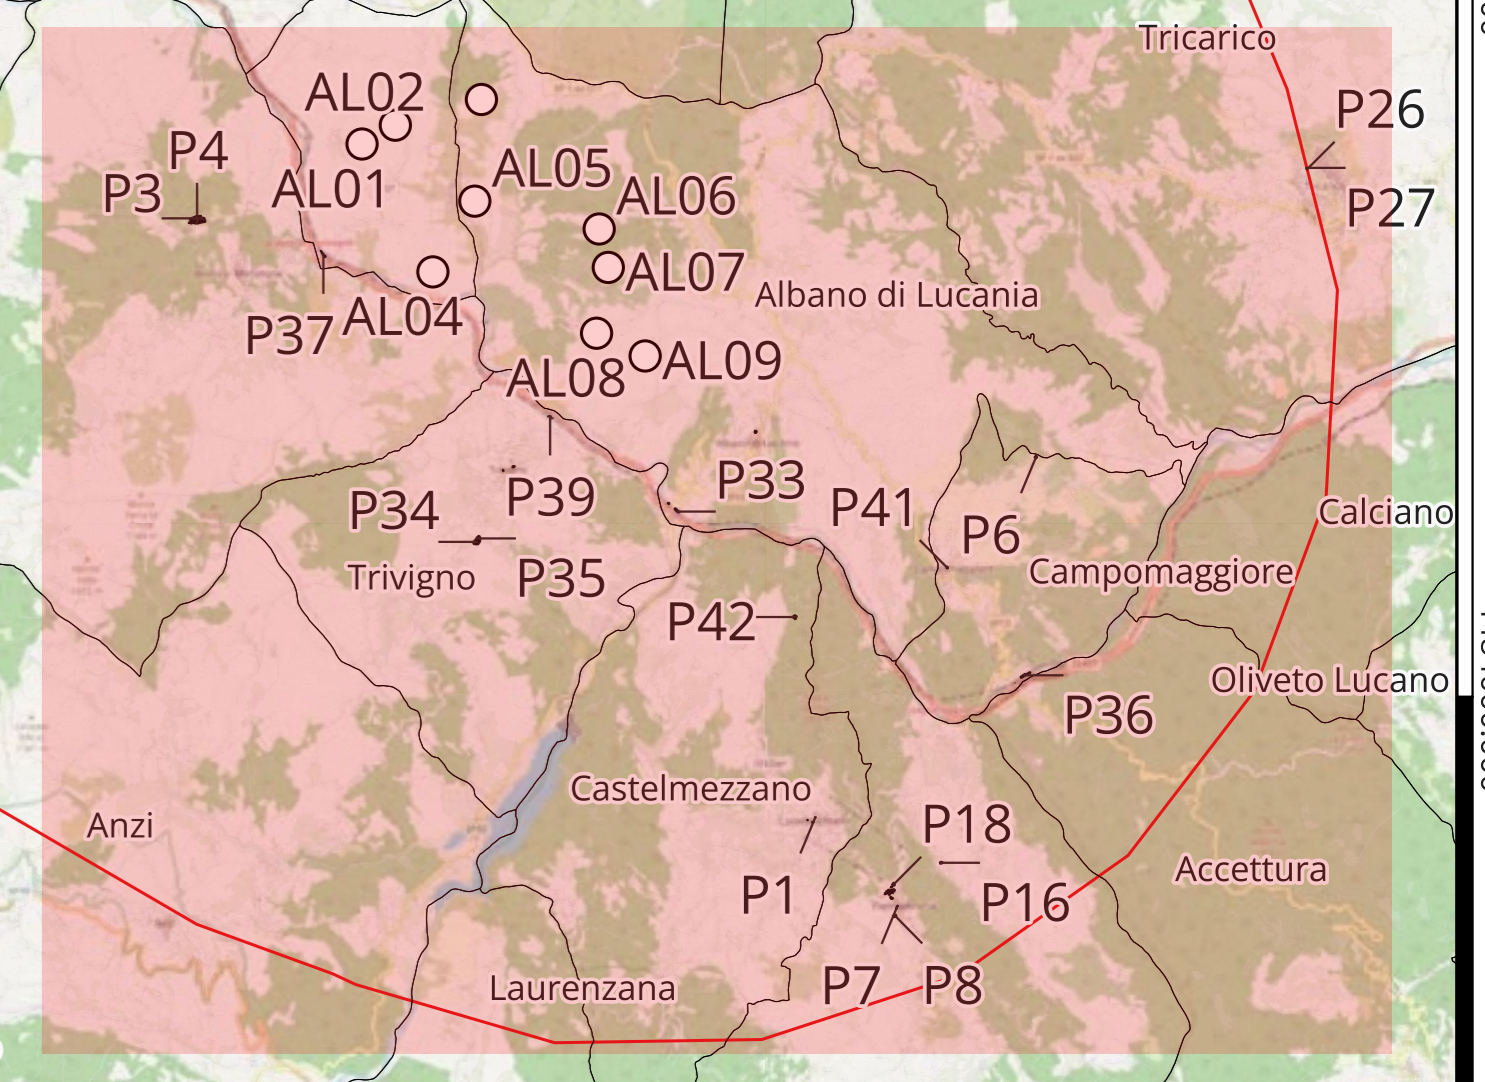 Tricarico
AL02
P26
P4
AL05
P3
AL01
AL06
P27
AL07
Albano di Lucania
AL04
P37
AL09
AL08
P33
P39
P34
P41
Calciano
P6
Campomaggiore
Trivigno
P35
P42
Oliveto Lucano
P36
Castelmezzano
Anzi
P18
Accettura
P1
P16
Laurenzana
P7
P8